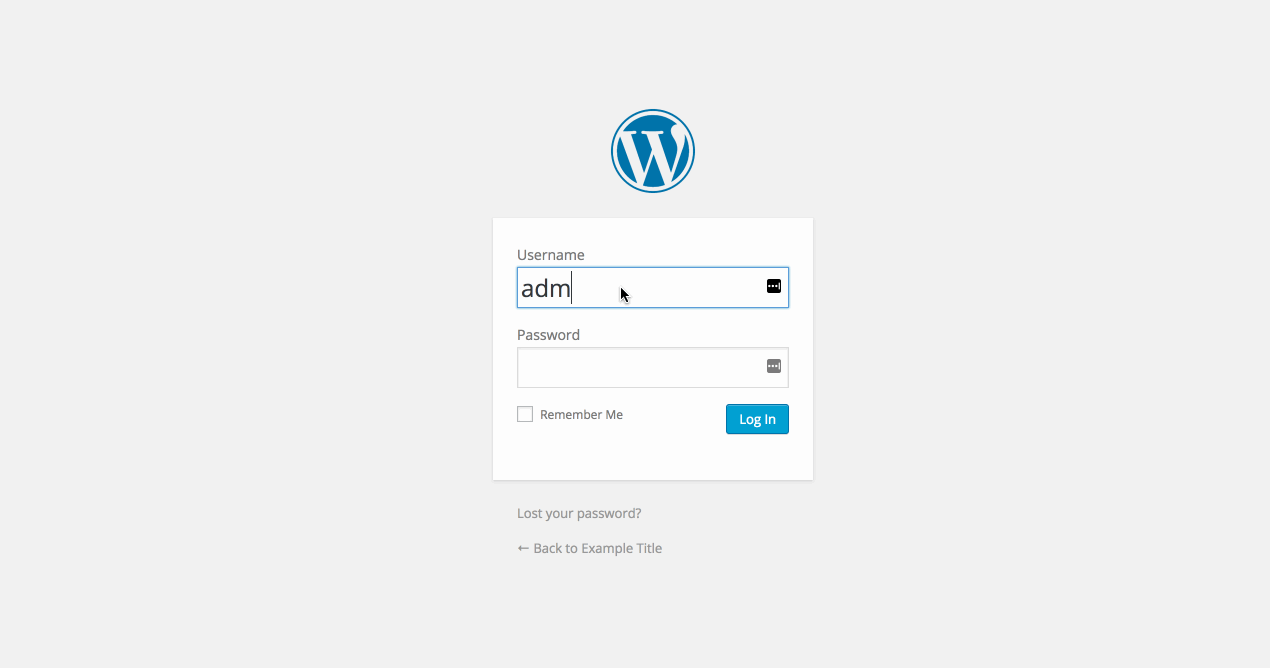 Username
adm
Password
Remember Me
Log In
Lost your password?
← Back to Example Title